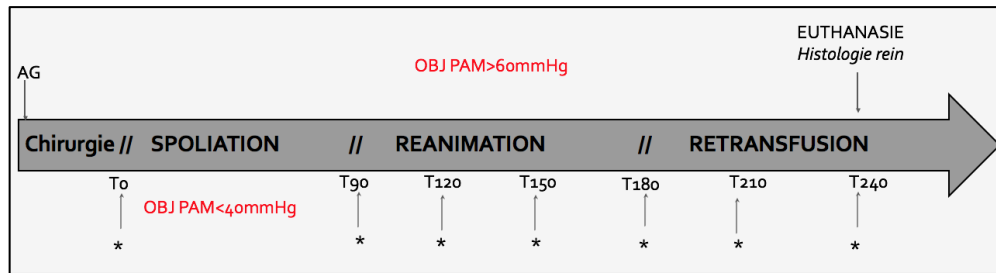 EUTHANASIE
Histologie rein
OBJ PAM>60mmHg
AG
Chirurgie // SPOLIATION // REANIMATION // RETRANSFUSION
T0 T90 T120 T150 T180 T210 T240
OBJ PAM<40mmHg
* * * * * * *